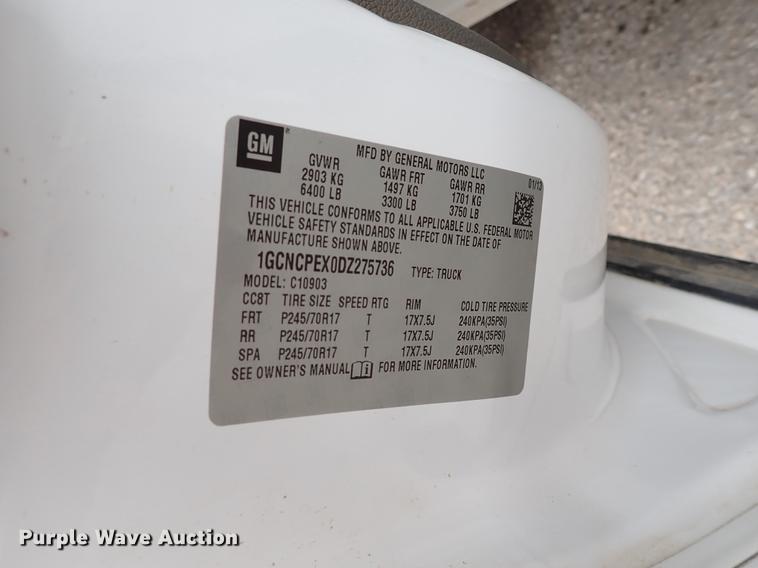 GM
MFD BY GENERAL MOTORS LLC
01/13
GVWR GAWR FRT GAWR RR
2903 KG 1497 KG 1701 KG
6400 LB 3300 LB 3750 LB
THIS VEHICLE CONFORMS TO ALL APPLICABLE U.S. FEDERAL MOTOR
VEHICLE SAFETY STANDARDS IN EFFECT ON THE DATE OF
MANUFACTURE SHOWN ABOVE.
1GCNCPEX0DZ275736 TYPE: TRUCK
MODEL: C10903
CC8T TIRE SIZE SPEED RTG RIM COLD TIRE PRESSURE
FRT P245/70R17 T 17X7.5J 240KPA(35PSI)
RR P245/70R17 T 17X7.5J 240KPA(35PSI)
SPA P245/70R17 T 17X7.5J 240KPA(35PSI)
SEE OWNER'S MANUAL FOR MORE INFORMATION.
Purple Wave Auction